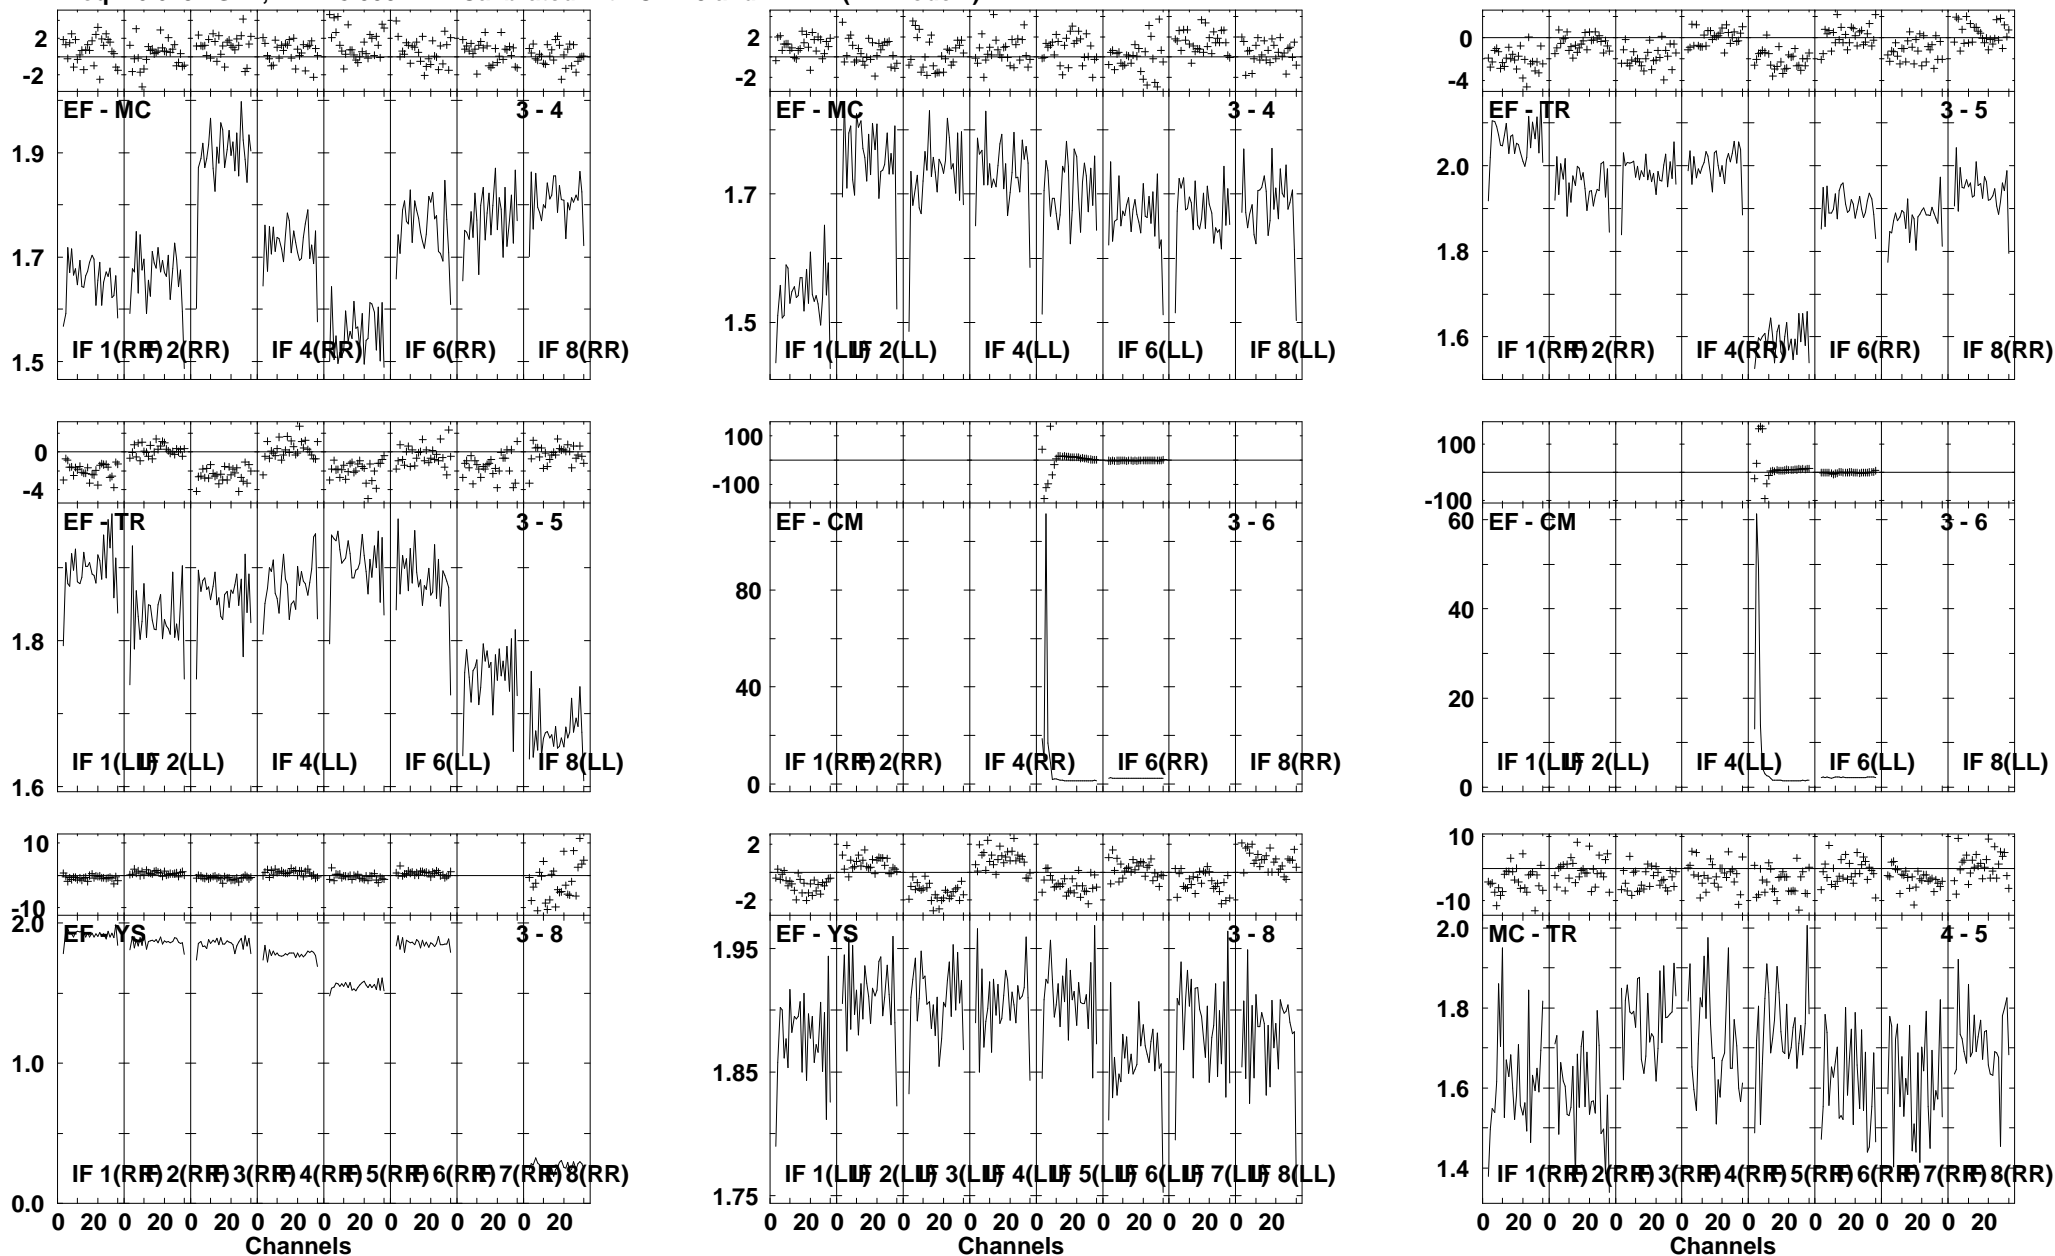 2 2 0
-2 -2 -4
EF - MC 3 - 4 EF - MC 3 - 4 EF - TR 3 - 5
1.9 1.7 1.5
IF 1(RR) IF 2(RR) IF 4(RR) IF 6(RR) IF 8(RR)
1.7 1.5
IF 1(LL) IF 2(LL) IF 4(LL) IF 6(LL) IF 8(LL)
2.0 1.8 1.6
IF 1(RR) IF 2(RR) IF 4(RR) IF 6(RR) IF 8(RR)
0 100 100
-4 -100 -100
EF - TR 3 - 5 EF - CM 3 - 6 EF - CM 3 - 6
1.8 1.6
IF 1(LL) IF 2(LL) IF 4(LL) IF 6(LL) IF 8(LL)
80 40 0
IF 1(RR) IF 2(RR) IF 4(RR) IF 6(RR) IF 8(RR)
60 40 20 0
IF 1(LL) IF 2(LL) IF 4(LL) IF 6(LL) IF 8(LL)
10 2 10
-10 -2 -10
EF - YS 3 - 8 EF - YS 3 - 8 MC - TR 4 - 5
2.0 1.0 0.0
IF 1(RR) IF 2(RR) IF 3(RR) IF 4(RR) IF 5(RR) IF 6(RR) IF 7(RR) IF 8(RR)
1.95 1.85 1.75
IF 1(LL) IF 2(LL) IF 3(LL) IF 4(LL) IF 5(LL) IF 6(LL) IF 7(LL) IF 8(LL)
2.0 1.8 1.6 1.4
IF 1(RR) IF 2(RR) IF 3(RR) IF 4(RR) IF 5(RR) IF 6(RR) IF 7(RR) IF 8(RR)
0 20 0 20 0 20 0 20 0 20 0 20 0 20 0 20
0 20 0 20 0 20 0 20 0 20 0 20 0 20 0 20
0 20 0 20 0 20 0 20 0 20 0 20 0 20 0 20
Channels Channels Channels